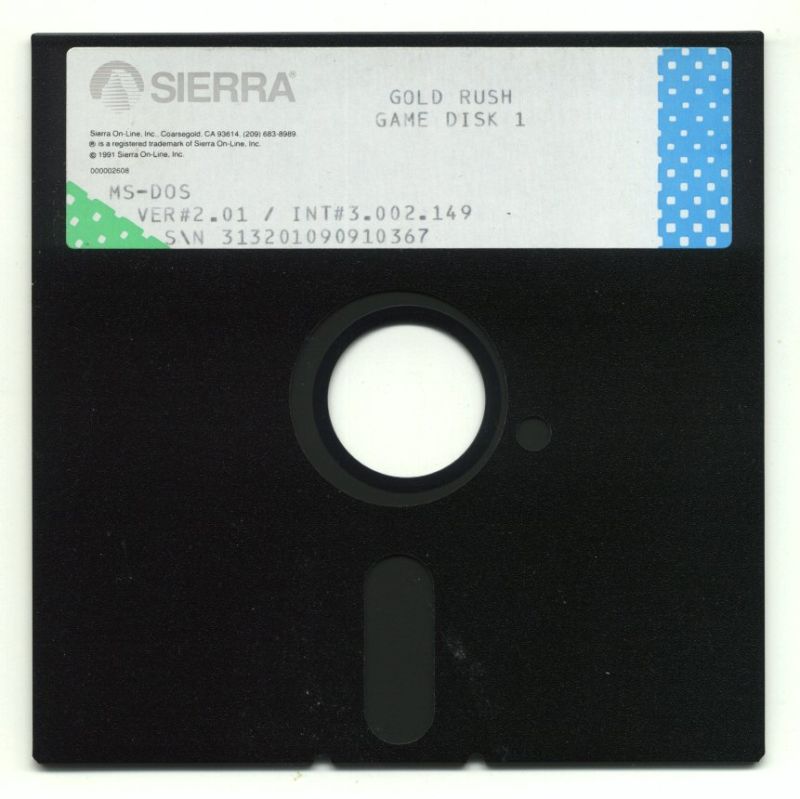 SIERRA®
GOLD RUSH
GAME DISK 1
Sierra On-Line, Inc., Coarsegold, CA 93614 (209) 683-8989
® is a registered trademark of Sierra On-Line, Inc.
© 1991 Sierra On-Line, Inc.
000002608
MS-DOS
VER#2.01 / INT#3.002.149
S\N 313201090910367